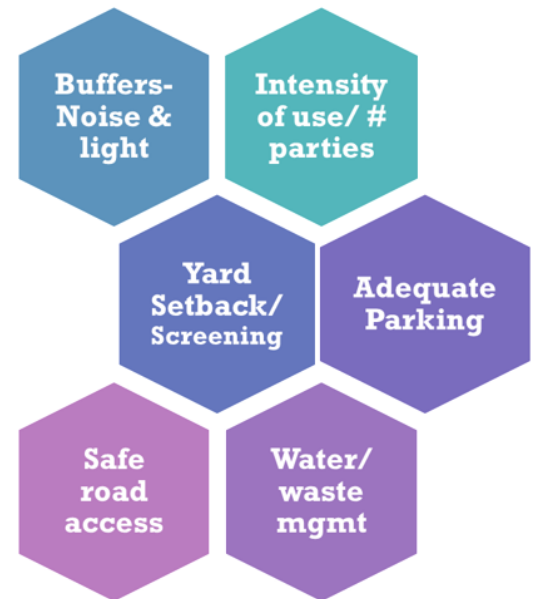 Buffers-
Noise &
light
Intensity
of use/ #
parties
Yard
Setback/
Screening
Adequate
Parking
Safe
road
access
Water/
waste
mgmt